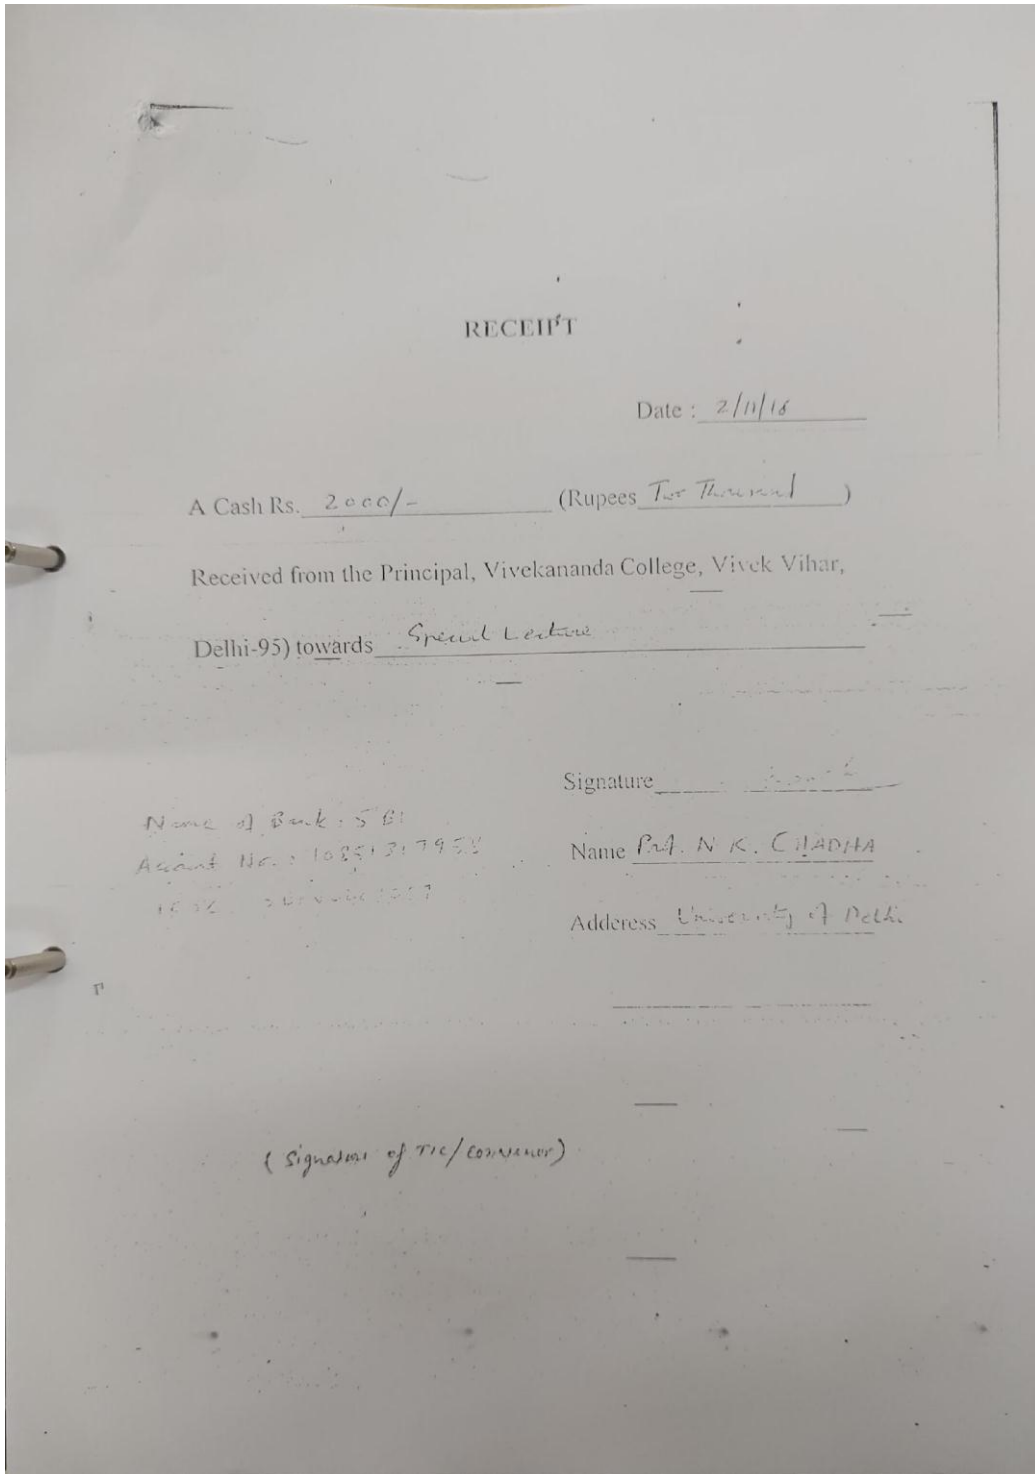 RECEIPT
Date : 2/11/16
A Cash Rs. 2000/- (Rupees Two Thousand )
Received from the Principal, Vivekananda College, Vivek Vihar,
Delhi-95) towards Special Lecture
Signature
Name of Bank : SBI
Account No. :
Name Prof. N K. CHADHA
Adderess University of Delhi
( Signature of TIC/Convenor)